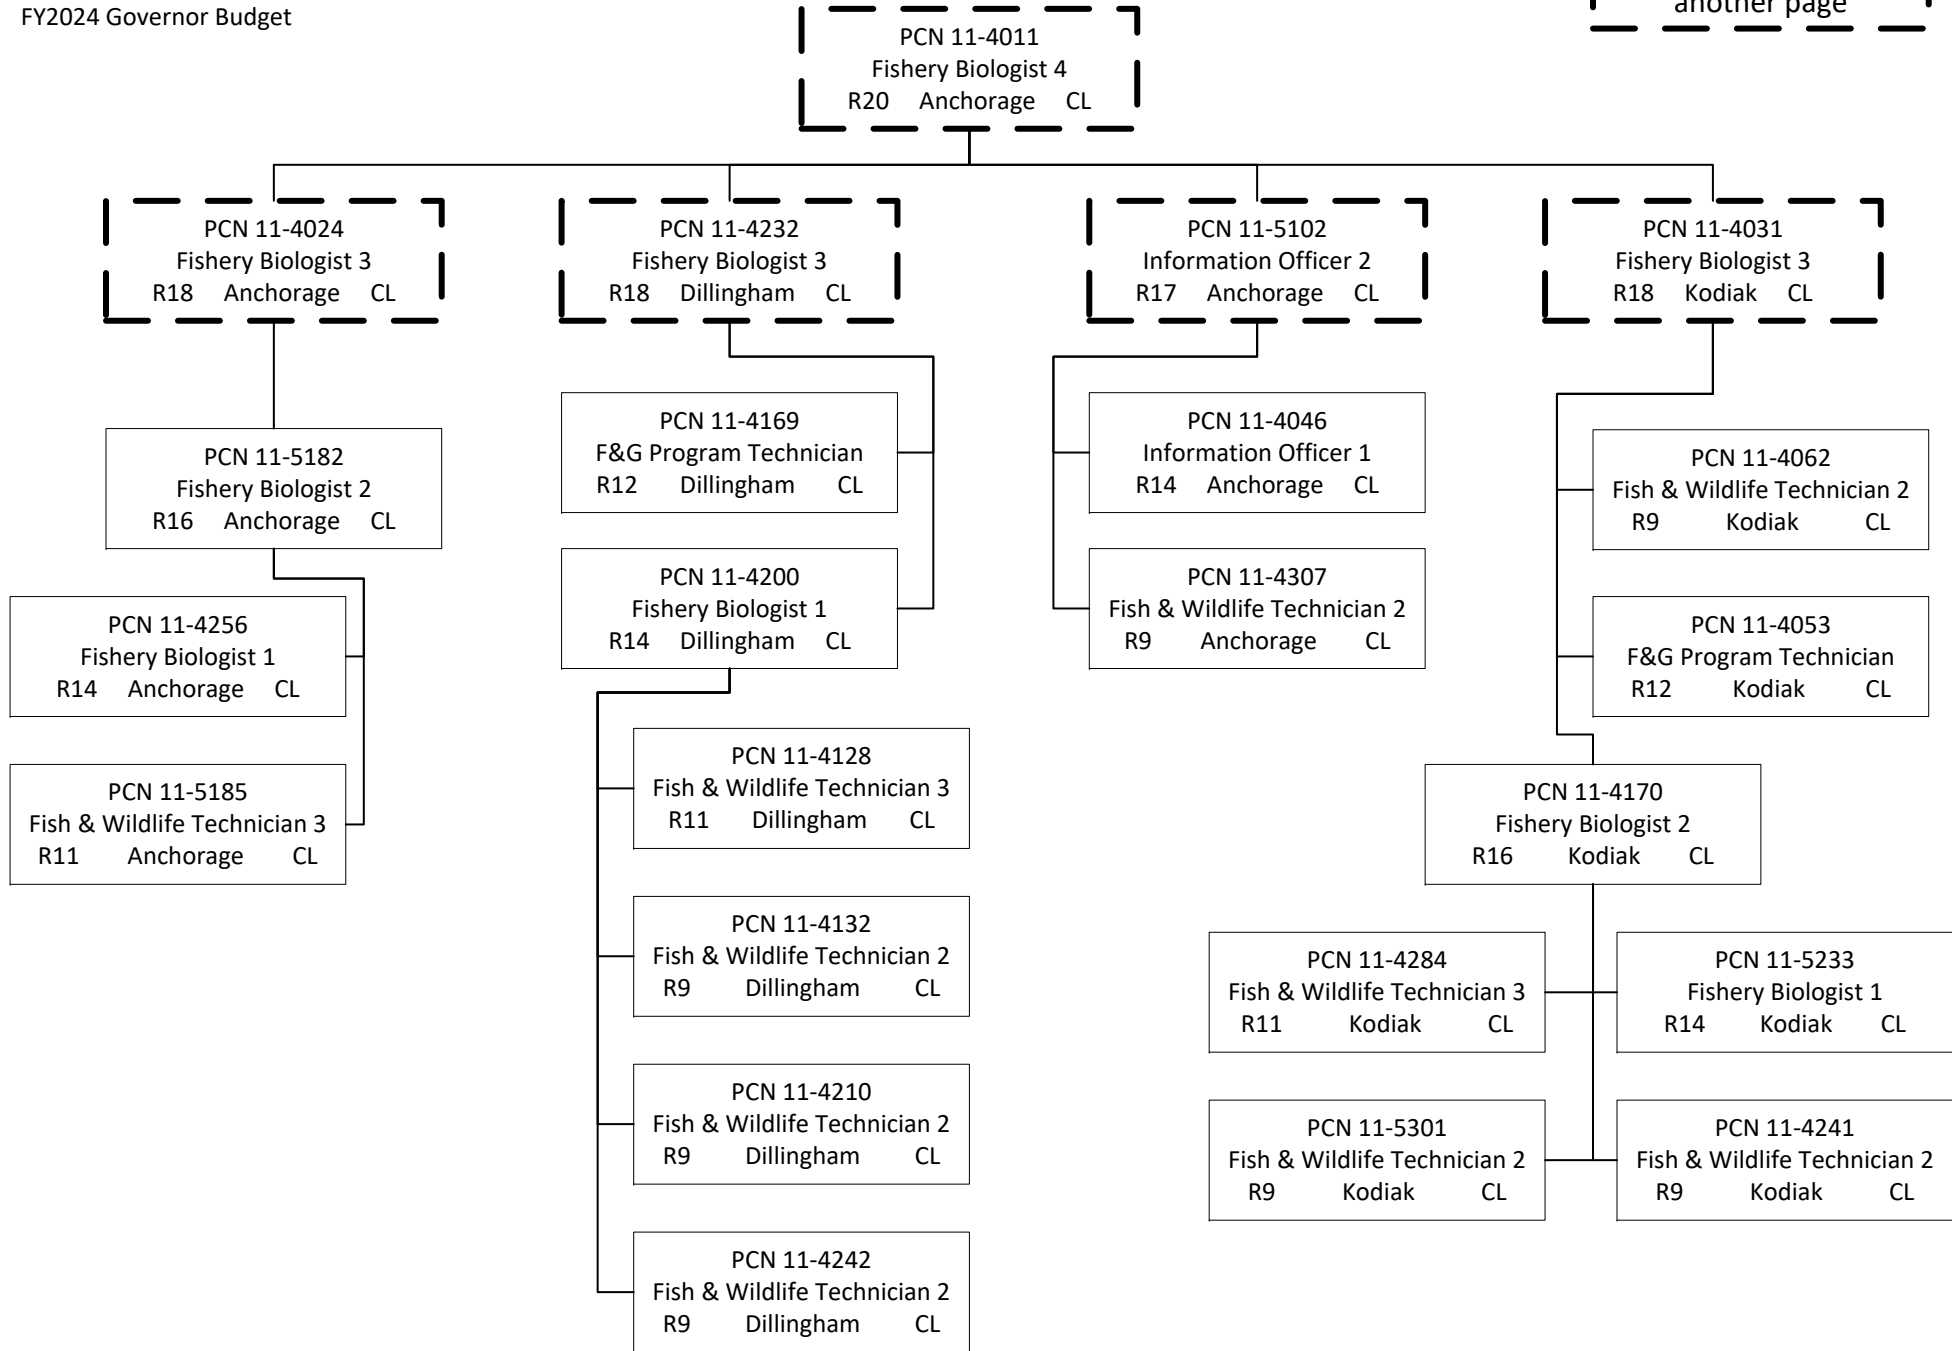 FY2024 Governor Budget
another page
PCN 11-4011
Fishery Biologist 4
R20 Anchorage CL
PCN 11-4024
Fishery Biologist 3
R18 Anchorage CL
PCN 11-4232
Fishery Biologist 3
R18 Dillingham CL
PCN 11-5102
Information Officer 2
R17 Anchorage CL
PCN 11-4031
Fishery Biologist 3
R18 Kodiak CL
PCN 11-5182
Fishery Biologist 2
R16 Anchorage CL
PCN 11-4256
Fishery Biologist 1
R14 Anchorage CL
PCN 11-5185
Fish & Wildlife Technician 3
R11 Anchorage CL
PCN 11-4169
F&G Program Technician
R12 Dillingham CL
PCN 11-4200
Fishery Biologist 1
R14 Dillingham CL
PCN 11-4128
Fish & Wildlife Technician 3
R11 Dillingham CL
PCN 11-4132
Fish & Wildlife Technician 2
R9 Dillingham CL
PCN 11-4210
Fish & Wildlife Technician 2
R9 Dillingham CL
PCN 11-4242
Fish & Wildlife Technician 2
R9 Dillingham CL
PCN 11-4046
Information Officer 1
R14 Anchorage CL
PCN 11-4307
Fish & Wildlife Technician 2
R9 Anchorage CL
PCN 11-4062
Fish & Wildlife Technician 2
R9 Kodiak CL
PCN 11-4053
F&G Program Technician
R12 Kodiak CL
PCN 11-4170
Fishery Biologist 2
R16 Kodiak CL
PCN 11-4284
Fish & Wildlife Technician 3
R11 Kodiak CL
PCN 11-5233
Fishery Biologist 1
R14 Kodiak CL
PCN 11-5301
Fish & Wildlife Technician 2
R9 Kodiak CL
PCN 11-4241
Fish & Wildlife Technician 2
R9 Kodiak CL